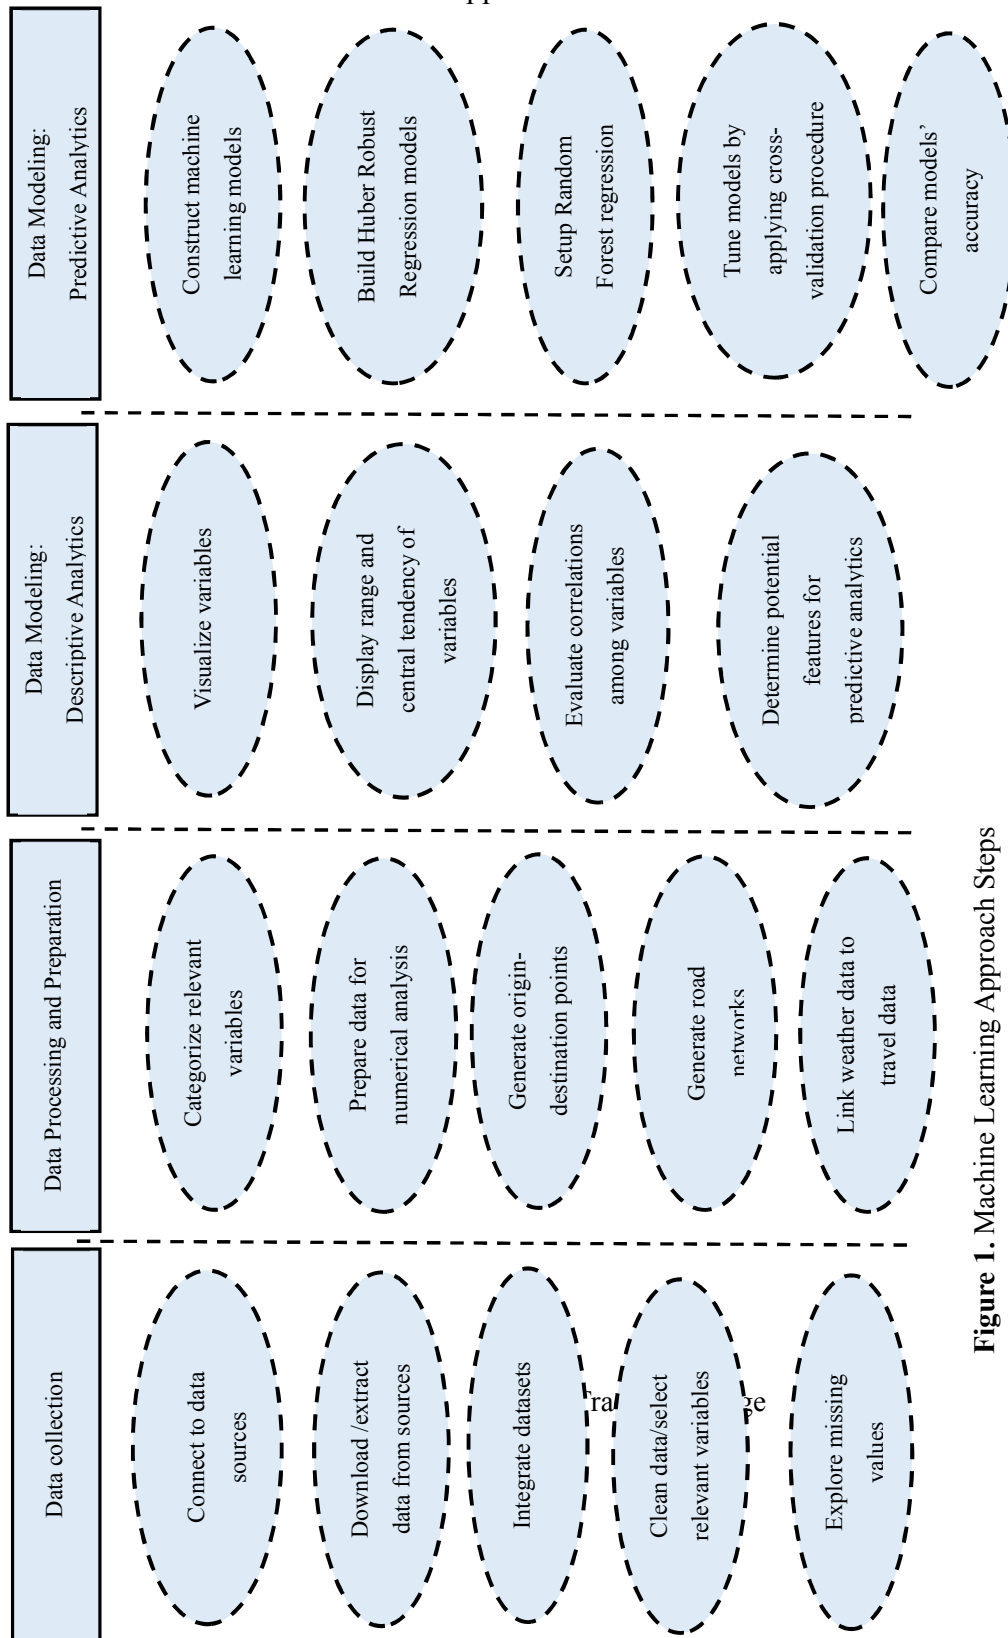 Data collection
Connect to data
sources
Download /extract
data from sources
Integrate datasets
Clean data/select
relevant variables
Explore missing
values
Data Processing and Preparation
Categorize relevant
variables
Prepare data for
numerical analysis
Generate origin-
destination points
Generate road
networks
Link weather data to
travel data
Data Modeling:
Descriptive Analytics
Visualize variables
Display range and
central tendency of
variables
Evaluate correlations
among variables
Determine potential
features for
predictive analytics
Data Modeling:
Predictive Analytics
Construct machine
learning models
Build Huber Robust
Regression models
Setup Random
Forest regression
Tune models by
applying cross-
validation procedure
Compare models’
accuracy
Figure 1. Machine Learning Approach Steps